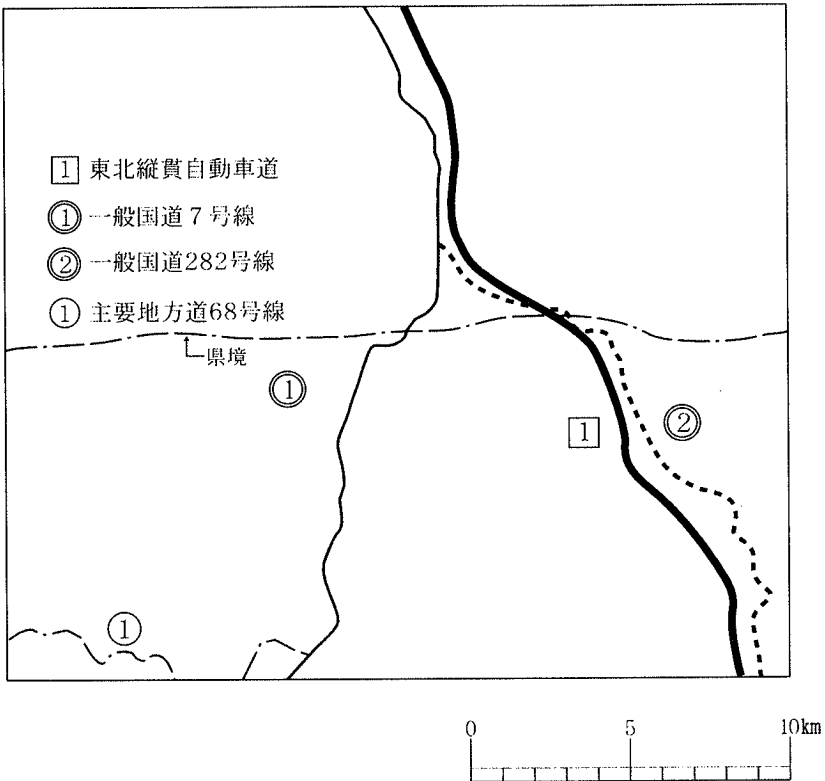 1 東北縦貫自動車道
1 一般国道7号線
2 一般国道282号線
1 主要地方道68号線
県境
1
1
2
1
0 5 10km